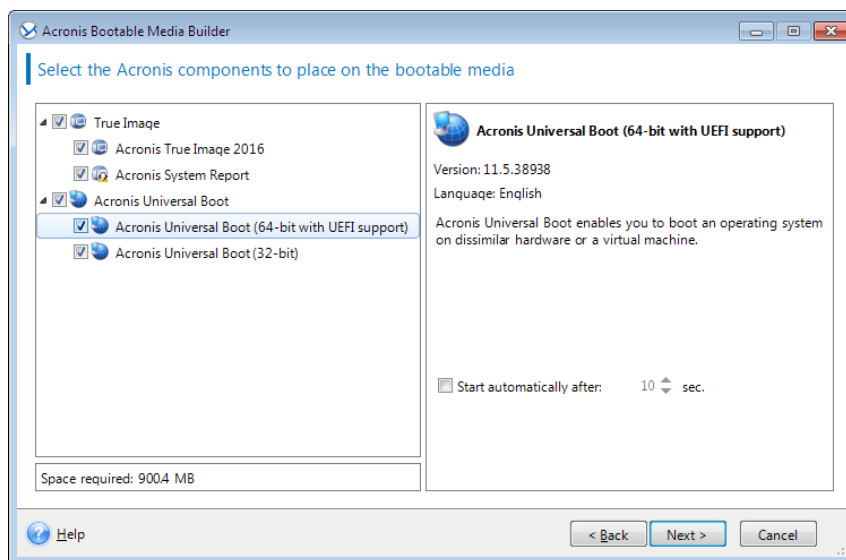 Acronis Bootable Media Builder
Select the Acronis components to place on the bootable media
True Image
Acronis True Image 2016
Acronis System Report
Acronis Universal Boot
Acronis Universal Boot (64-bit with UEFI support)
Acronis Universal Boot (32-bit)
Space required: 900.4 MB
Acronis Universal Boot (64-bit with UEFI support)
Version: 11.5.38938
Language: English
Acronis Universal Boot enables you to boot an operating system
on dissimilar hardware or a virtual machine.
Start automatically after: 10 sec.
Help
< Back
Next >
Cancel